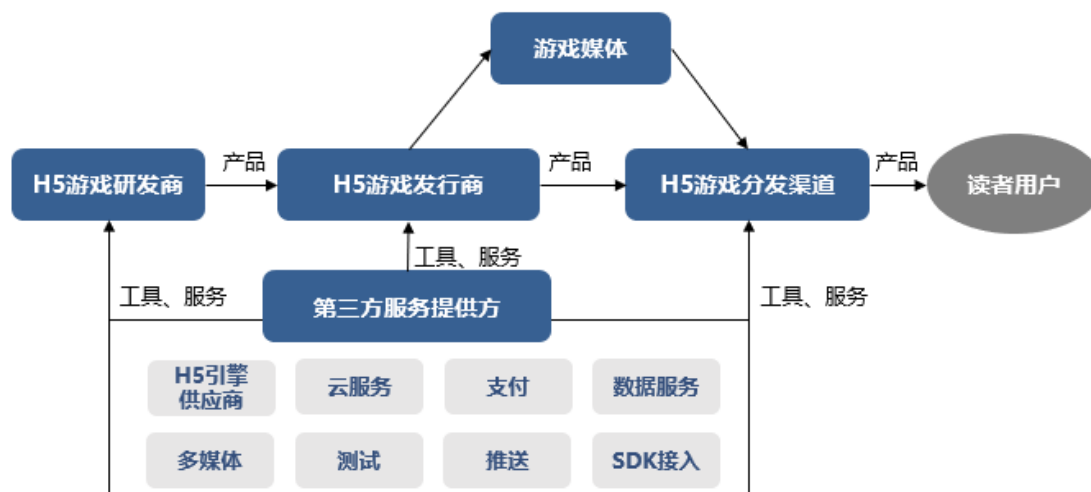 游戏媒体
产品
产品
产品
H5游戏研发商
H5游戏发行商
H5游戏分发渠道
读者用户
工具、服务
工具、服务
工具、服务
第三方服务提供方
H5引擎
供应商
云服务
支付
数据服务
多媒体
测试
推送
SDK接入